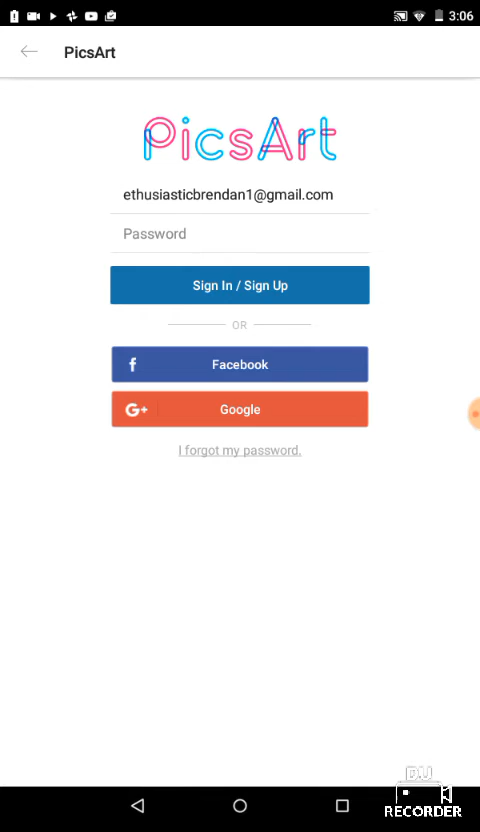 3:06
PicsArt
PicsArt
ethusiasticbrendan1@gmail.com
Password
Sign In / Sign Up
OR
f Facebook
G+ Google
I forgot my password.
DU
RECORDER